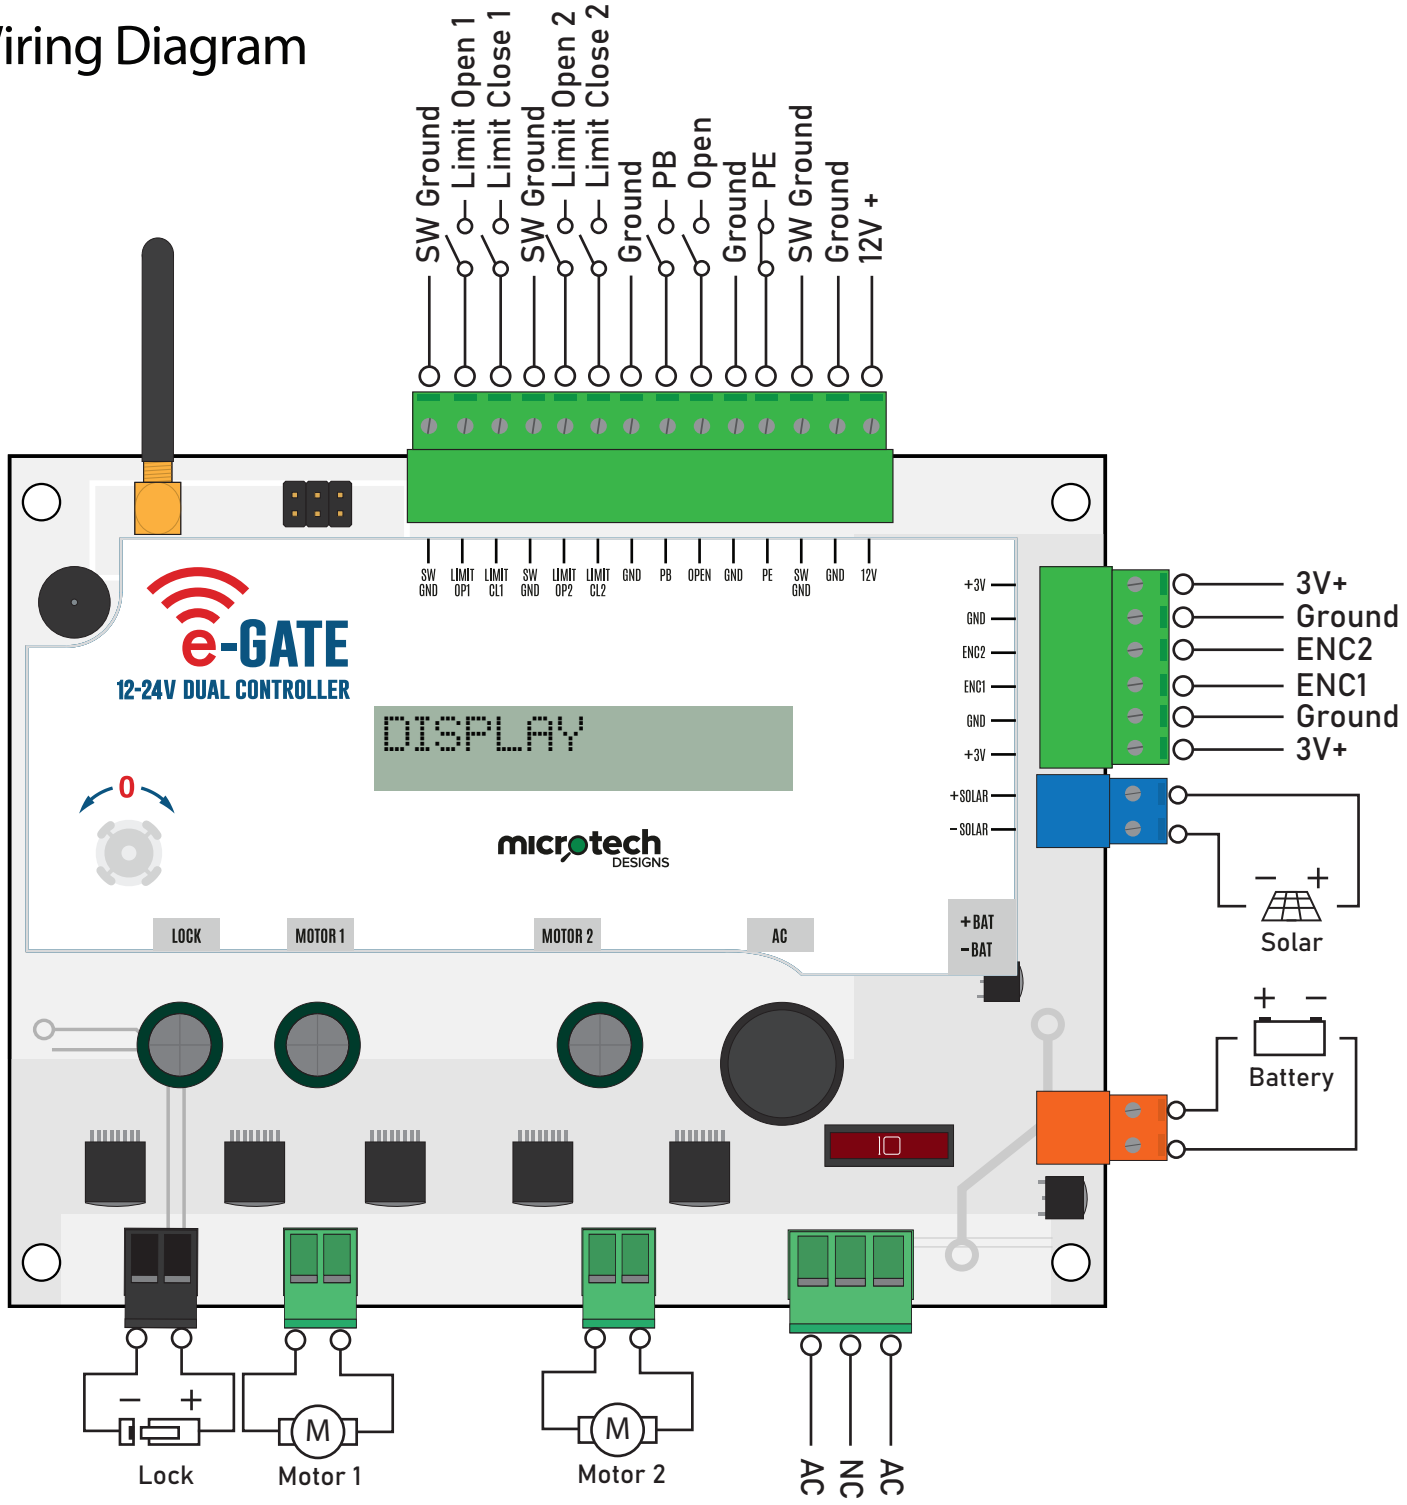 Wiring Diagram
SW Ground
Limit Open 1
Limit Close 1
SW Ground
Limit Open 2
Limit Close 2
Ground
PB
Open
Ground
PE
SW Ground
Ground
12V +
SW GND
LIMIT OP1
LIMIT CL1
SW GND
LIMIT OP2
LIMIT CL2
GND
PB
OPEN
GND
PE
SW GND
GND
12V
e-GATE
12-24V DUAL CONTROLLER
DISPLAY
0
microtech
DESIGNS
+3V
GND
ENC2
ENC1
GND
+3V
+SOLAR
-SOLAR
3V+
Ground
ENC2
ENC1
Ground
3V+
- +
Solar
LOCK
MOTOR 1
MOTOR 2
AC
+BAT
-BAT
+ -
Battery
10
- +
Lock
M
Motor 1
M
Motor 2
AC
NC
AC